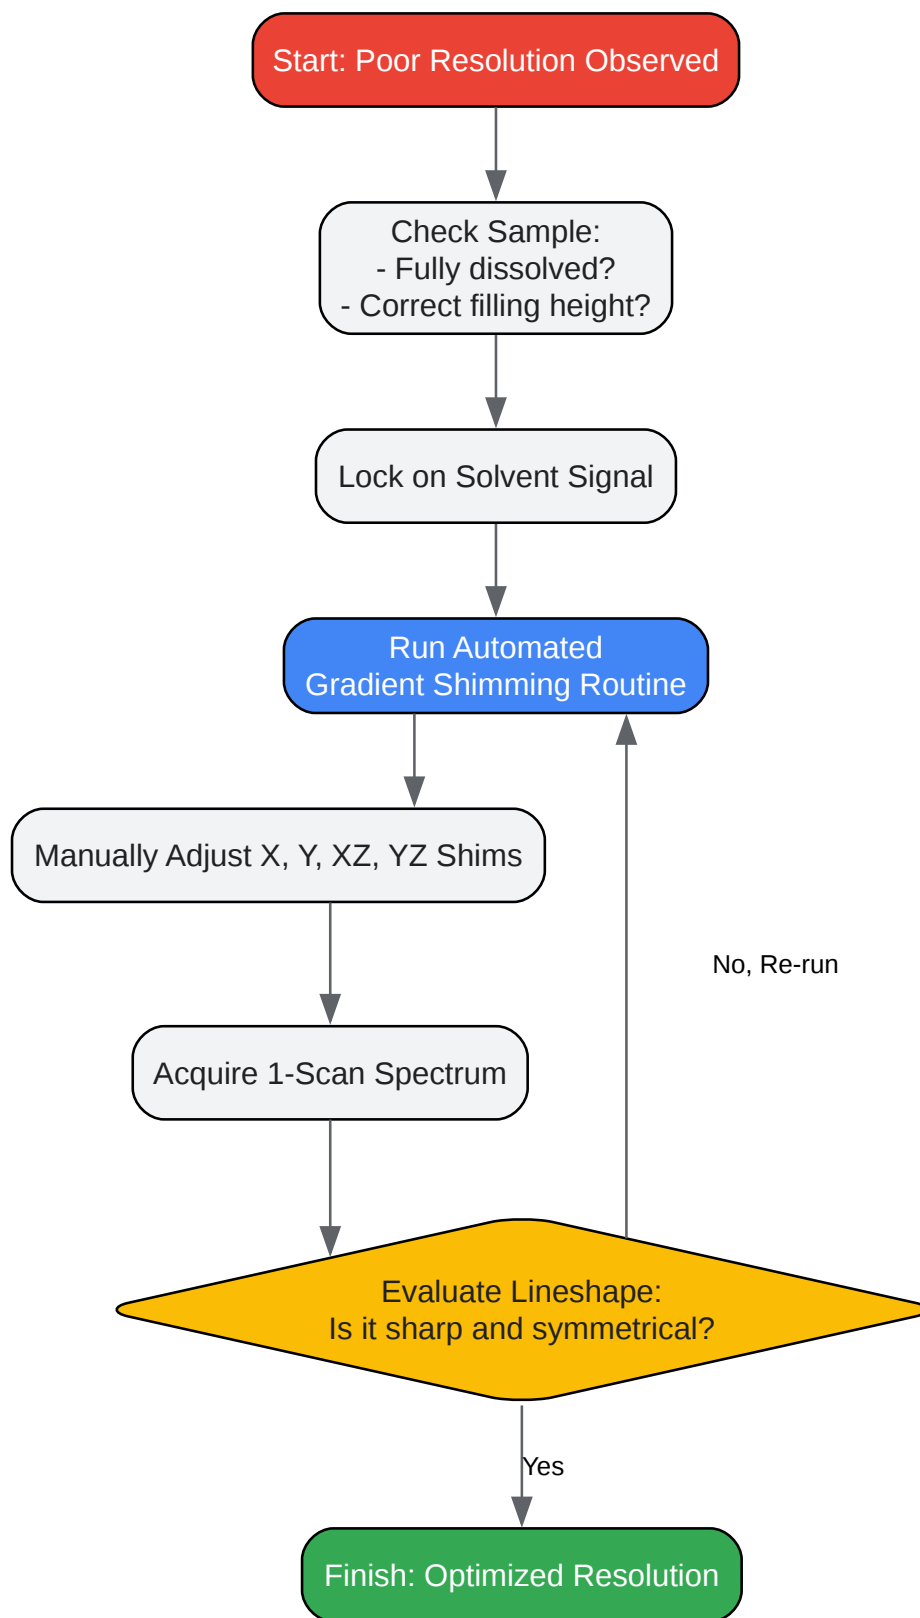 Start: Poor Resolution Observed
Check Sample:
- Fully dissolved?
- Correct filling height?
Lock on Solvent Signal
Run Automated
Gradient Shimming Routine
Manually Adjust X, Y, XZ, YZ Shims
No, Re-run
Acquire 1-Scan Spectrum
Evaluate Lineshape:
Is it sharp and symmetrical?
Yes
Finish: Optimized Resolution